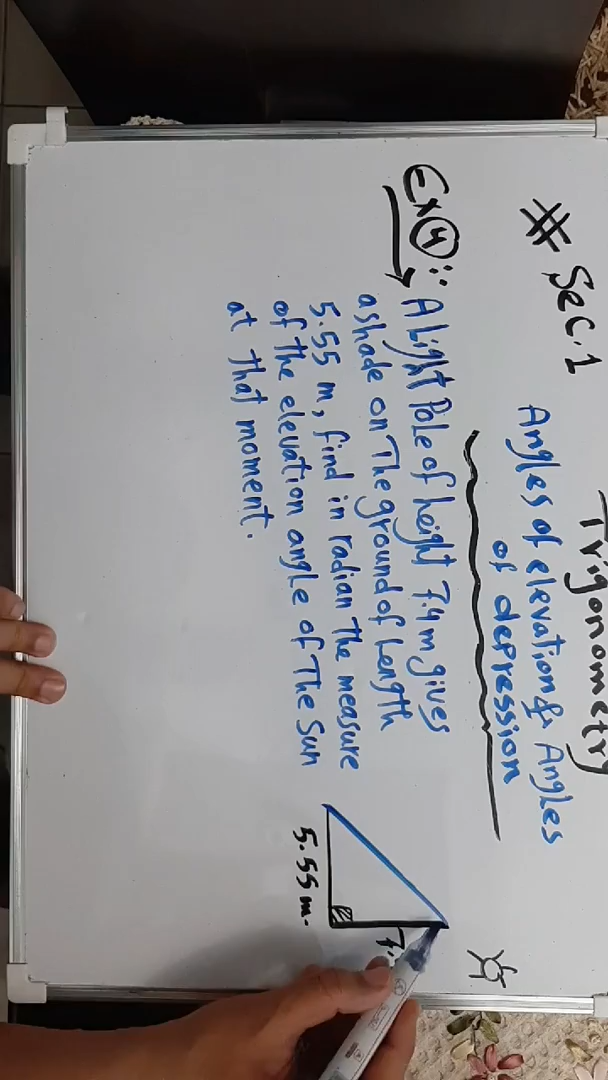 Trigonometry
# Sec.1
Angles of elevation & Angles
of depression
Ex 4 :
A Light Pole of height 7.4 m gives
a shade on The ground of Length
5.55 m, find in radian The measure
of the elevation angle of The Sun
at that moment.
5.55 m.